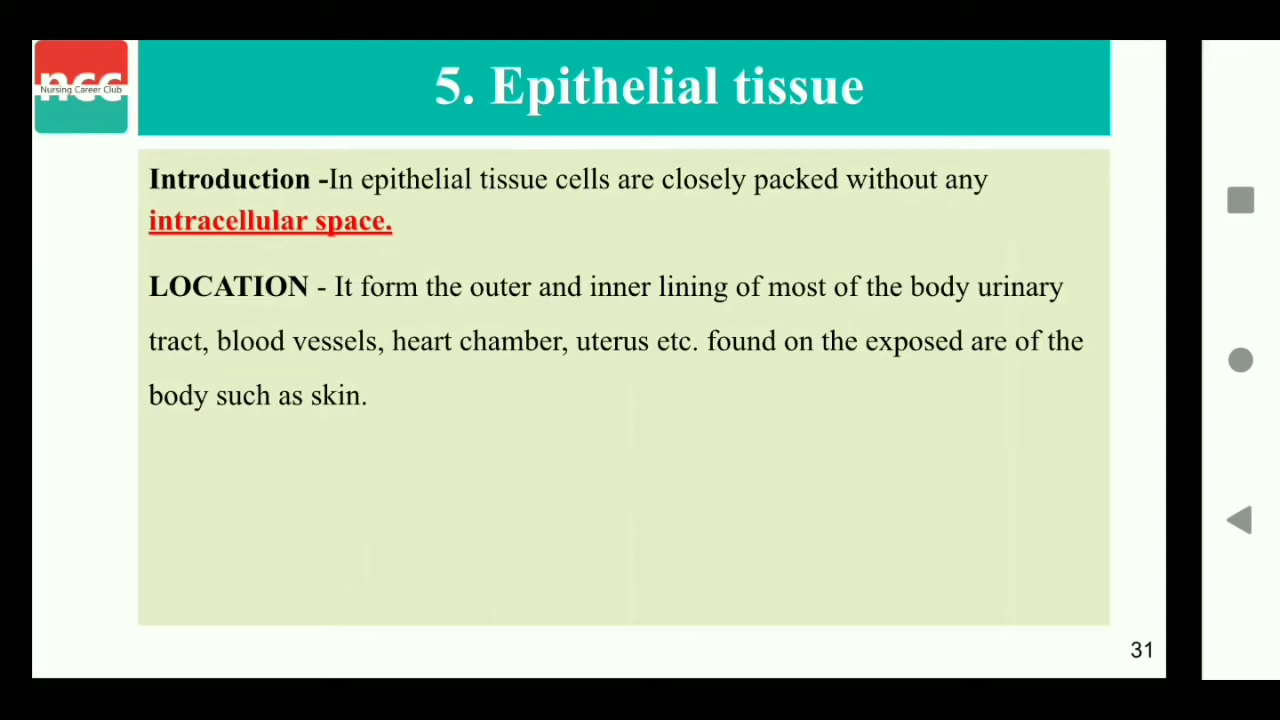 ncc
Nursing Career Club
5. Epithelial tissue
Introduction -In epithelial tissue cells are closely packed without any
intracellular space.
LOCATION - It form the outer and inner lining of most of the body urinary
tract, blood vessels, heart chamber, uterus etc. found on the exposed are of the
body such as skin.
31